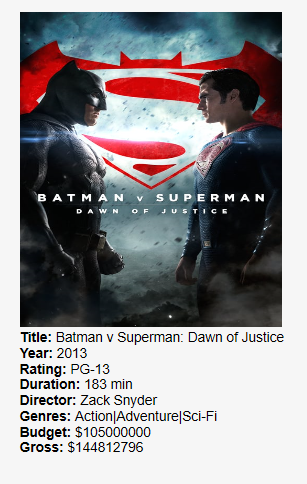 BATMAN v SUPERMAN
DAWN OF JUSTICE
Title: Batman v Superman: Dawn of Justice
Year: 2013
Rating: PG-13
Duration: 183 min
Director: Zack Snyder
Genres: Action|Adventure|Sci-Fi
Budget: $105000000
Gross: $144812796